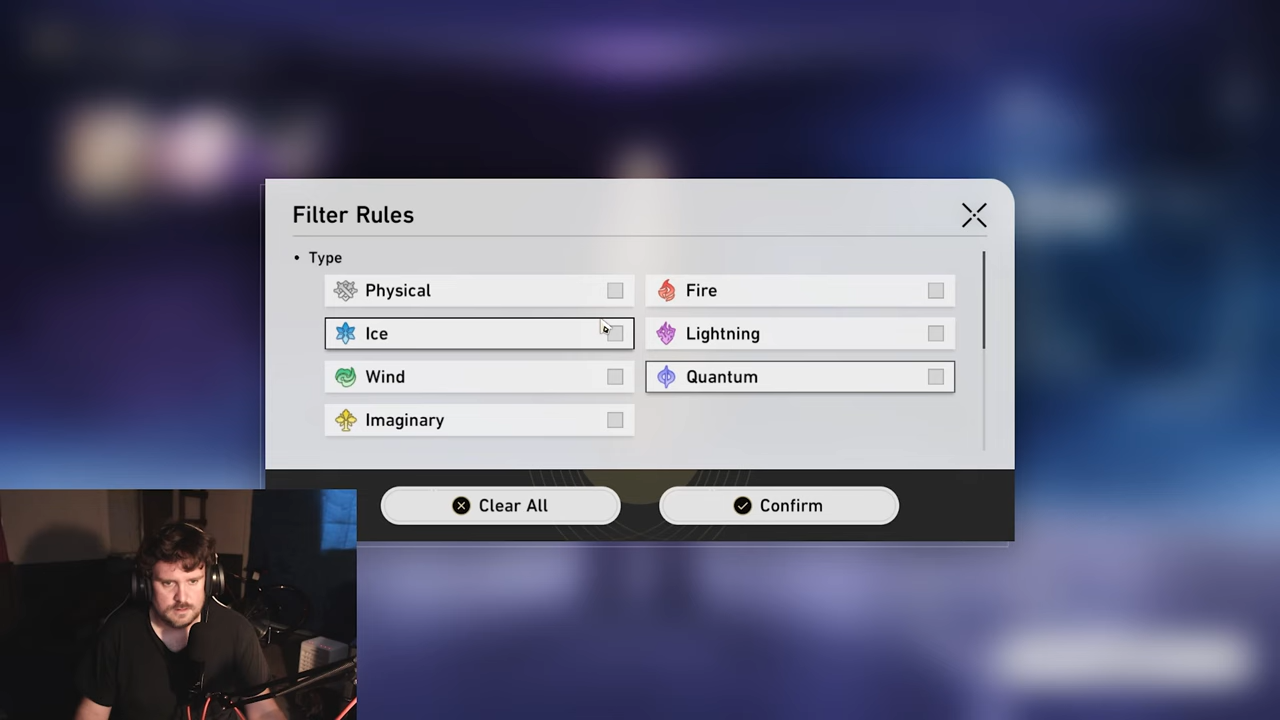 Filter Rules
• Type
Physical
Fire
Ice
Lightning
Wind
Quantum
Imaginary
Clear All
Confirm